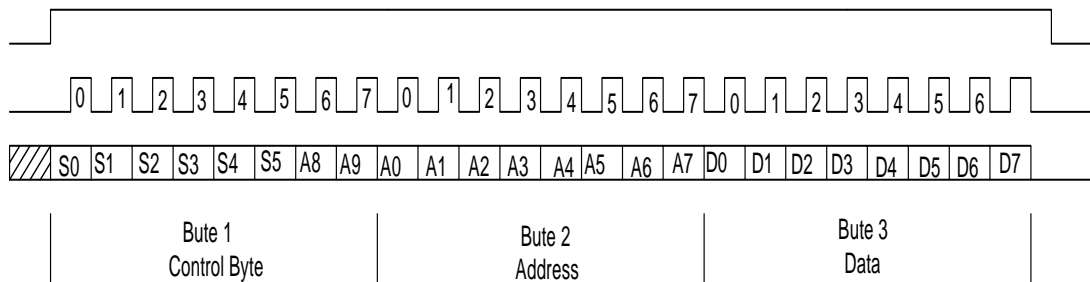 0 1 2 3 4 5 6 7 0 1 2 3 4 5 6 7 0 1 2 3 4 5 6
S0 S1 S2 S3 S4 S5 A8 A9 A0 A1 A2 A3 A4 A5 A6 A7 D0 D1 D2 D3 D4 D5 D6 D7
Bute 1 Bute 2 Bute 3
Control Byte Address Data